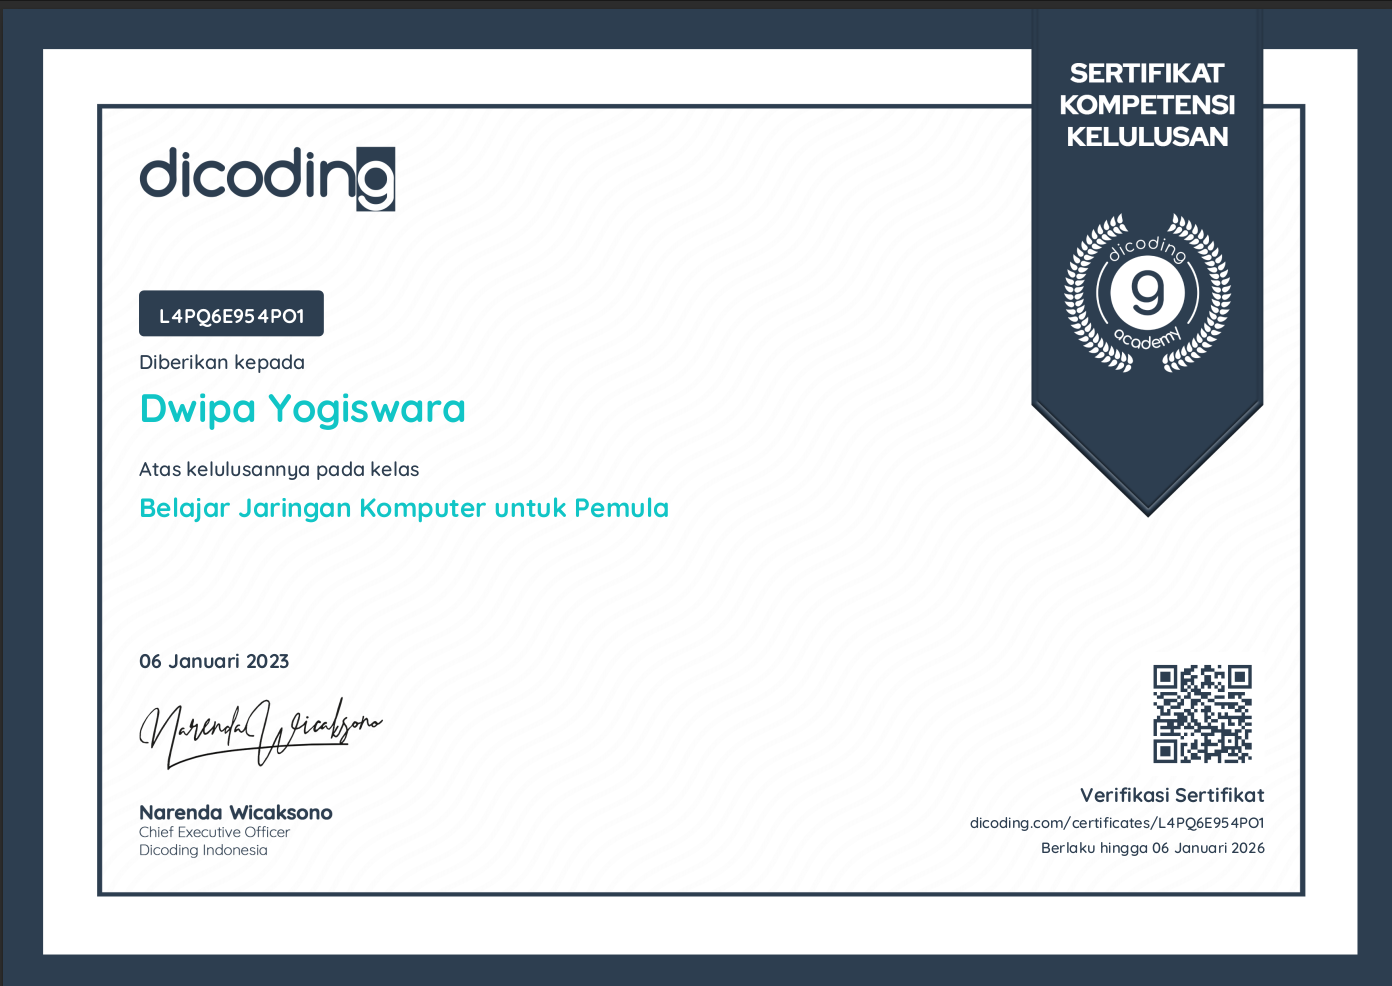 SERTIFIKAT
KOMPETENSI
KELULUSAN
dicoding
dicoding
g
academy
L4PQ6E954PO1
Diberikan kepada
Dwipa Yogiswara
Atas kelulusannya pada kelas
Belajar Jaringan Komputer untuk Pemula
06 Januari 2023
Narenda Wicaksono
Narenda Wicaksono
Chief Executive Officer
Dicoding Indonesia
Verifikasi Sertifikat
dicoding.com/certificates/L4PQ6E954PO1
Berlaku hingga 06 Januari 2026